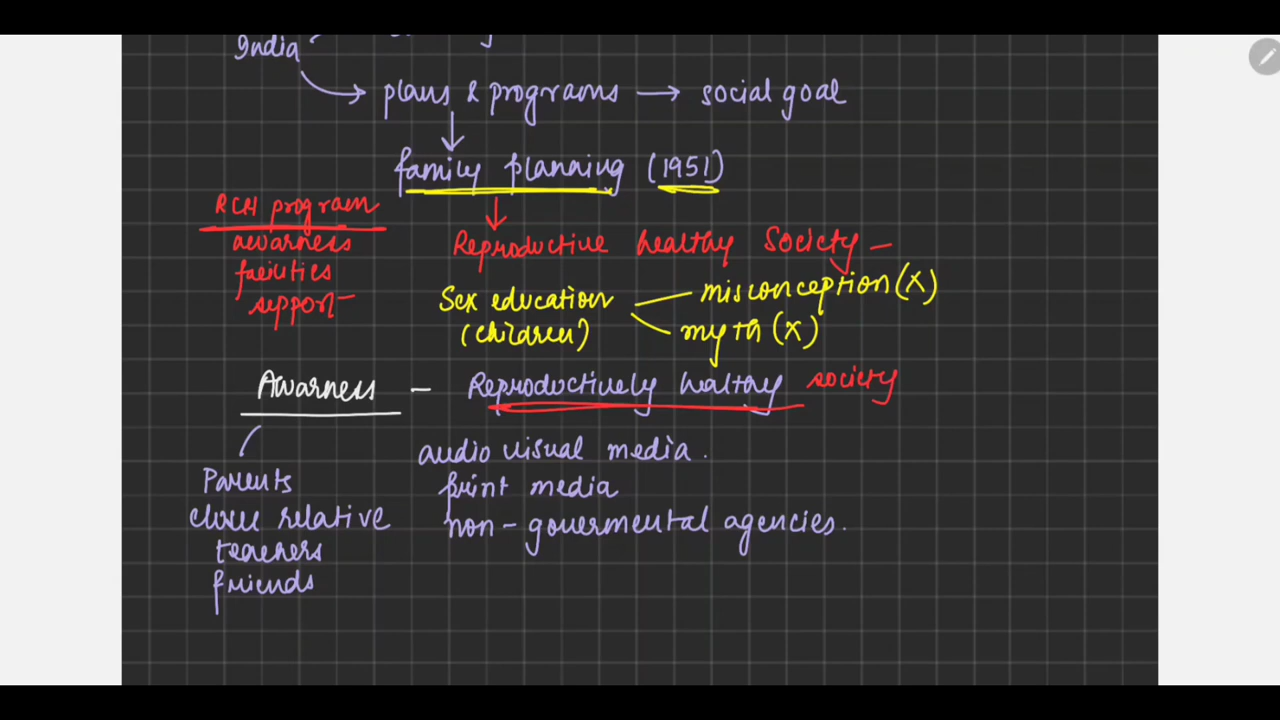 India
plans & programs → social goal
family planning (1951)
RCH program
awarness
facilities
support -
Reproductive healthy Society -
Sex education
(children)
misconception (x)
myth (x)
Awarness - Reproductively healthy society
Parents
close relative
teachers
friends
audio visual media.
print media
non-govermental agencies.